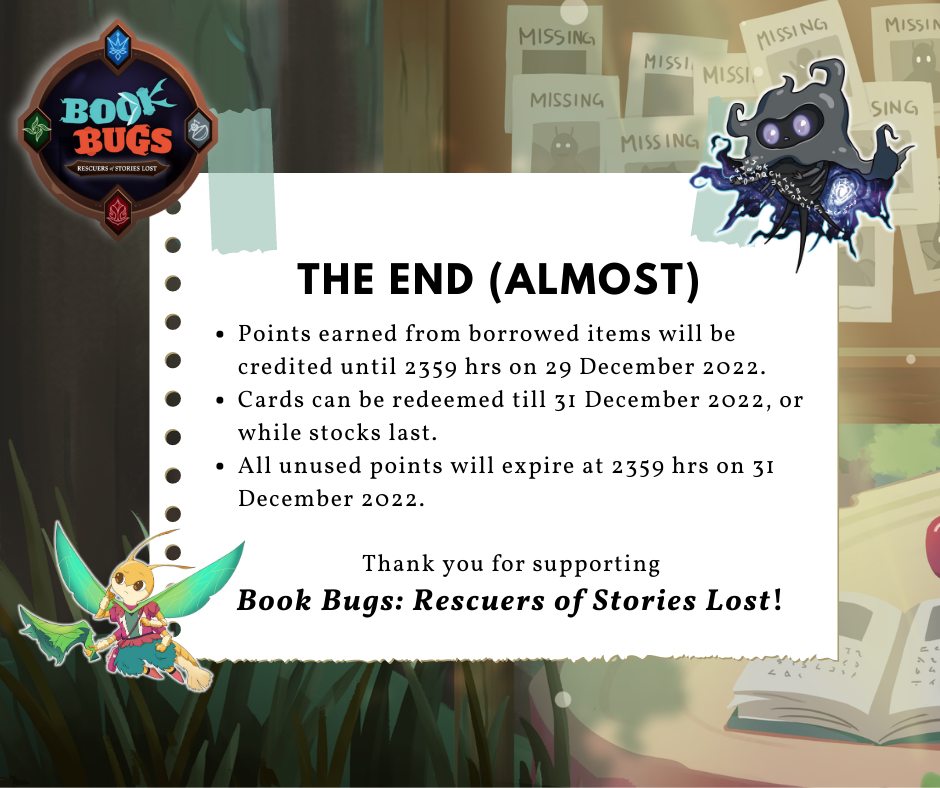 MISSING
MISSI
MISSI
MISSING
MISSIN
MISSING
SING
MISSING
BOOK
BUGS
RESCUERS of STORIES LOST
THE END (ALMOST)
• Points earned from borrowed items will be
credited until 2359 hrs on 29 December 2022.
• Cards can be redeemed till 31 December 2022, or
while stocks last.
• All unused points will expire at 2359 hrs on 31
December 2022.
Thank you for supporting
Book Bugs: Rescuers of Stories Lost!